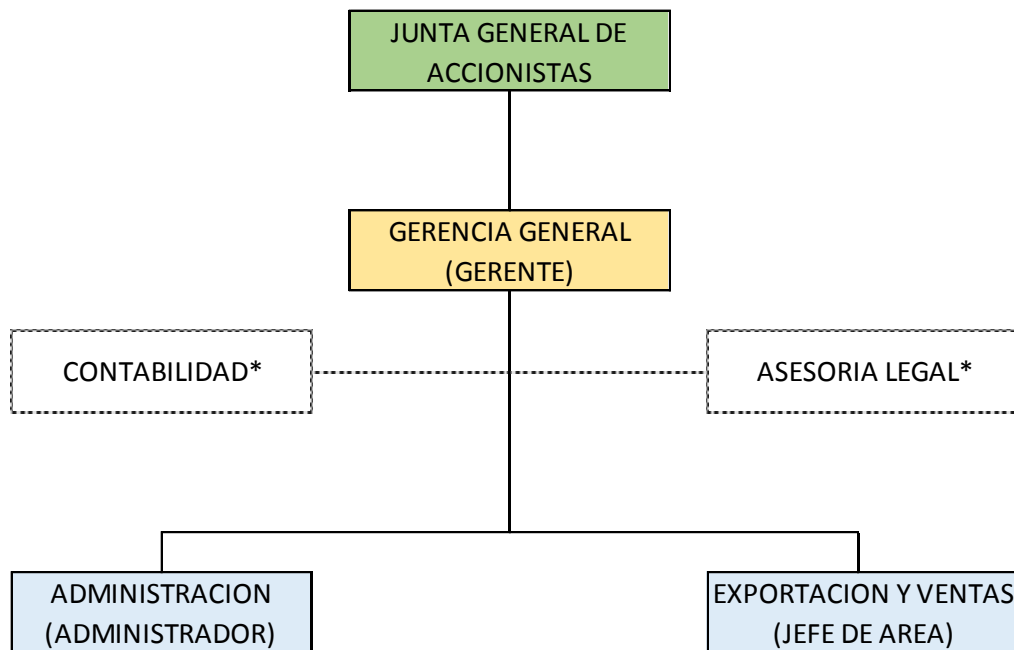 JUNTA GENERAL DE
ACCIONISTAS
GERENCIA GENERAL
(GERENTE)
CONTABILIDAD*
ASESORIA LEGAL*
ADMINISTRACION
(ADMINISTRADOR)
EXPORTACION Y VENTAS
(JEFE DE AREA)